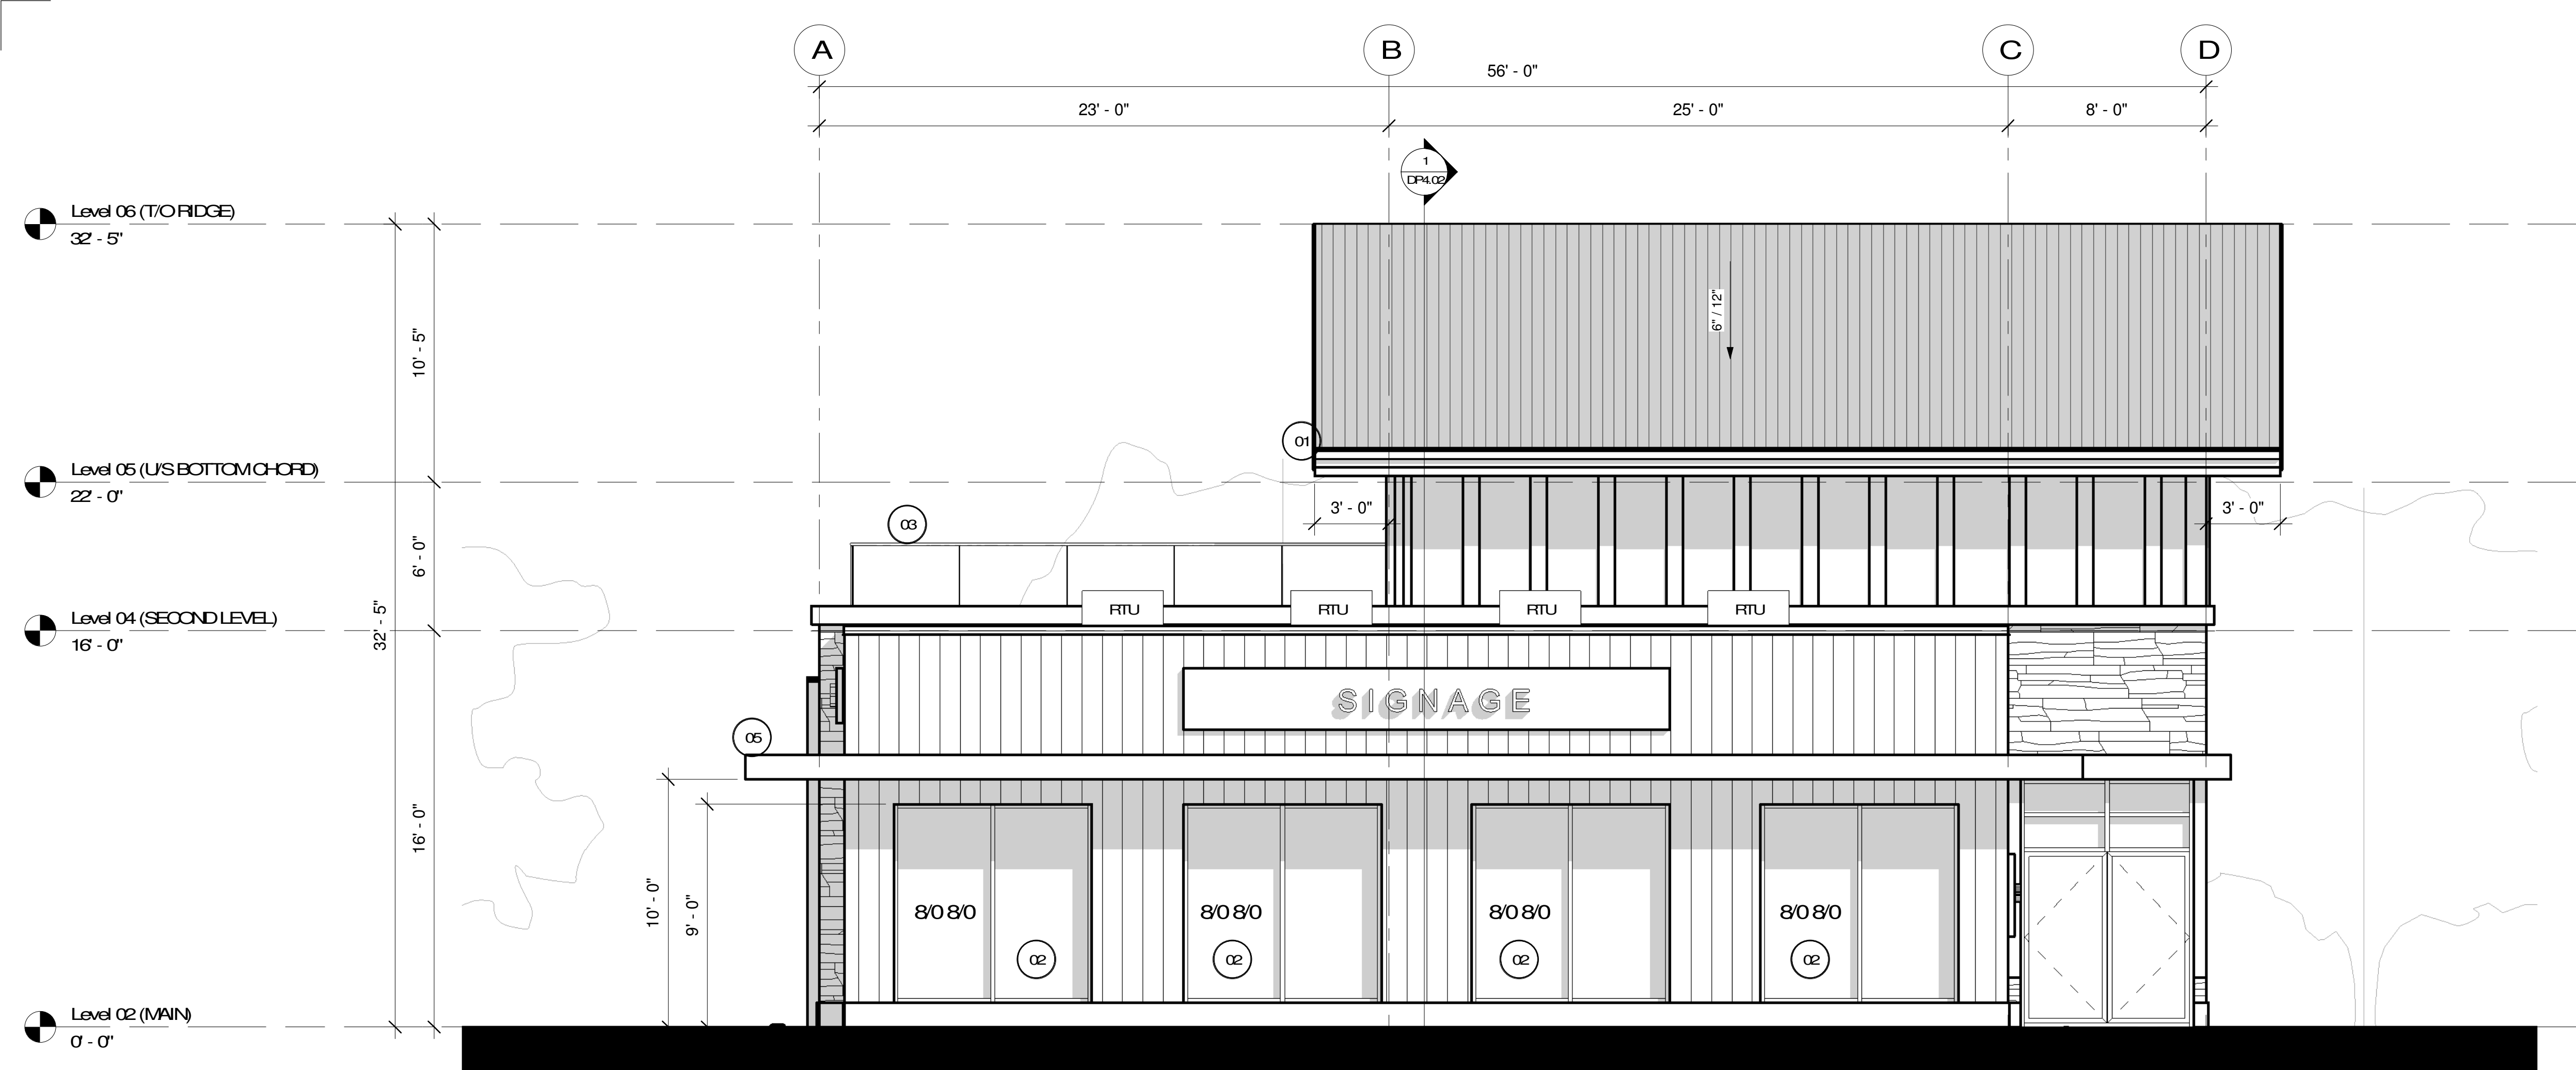 A
B
C
D
56' - 0"
23' - 0"
25' - 0"
8' - 0"
1
DP4.02
Level 06 (T/O RIDGE)
32' - 5"
6" / 12"
10' - 5"
01
Level 05 (U/S BOTTOM CHORD)
22' - 0"
3' - 0"
3' - 0"
03
6' - 0"
32' - 5"
Level 04 (SECOND LEVEL)
16' - 0"
RTU
RTU
RTU
RTU
SIGNAGE
05
16' - 0"
10' - 0"
9' - 0"
8/0 8/0
8/0 8/0
8/0 8/0
8/0 8/0
02
02
02
02
Level 02 (MAIN)
0' - 0"